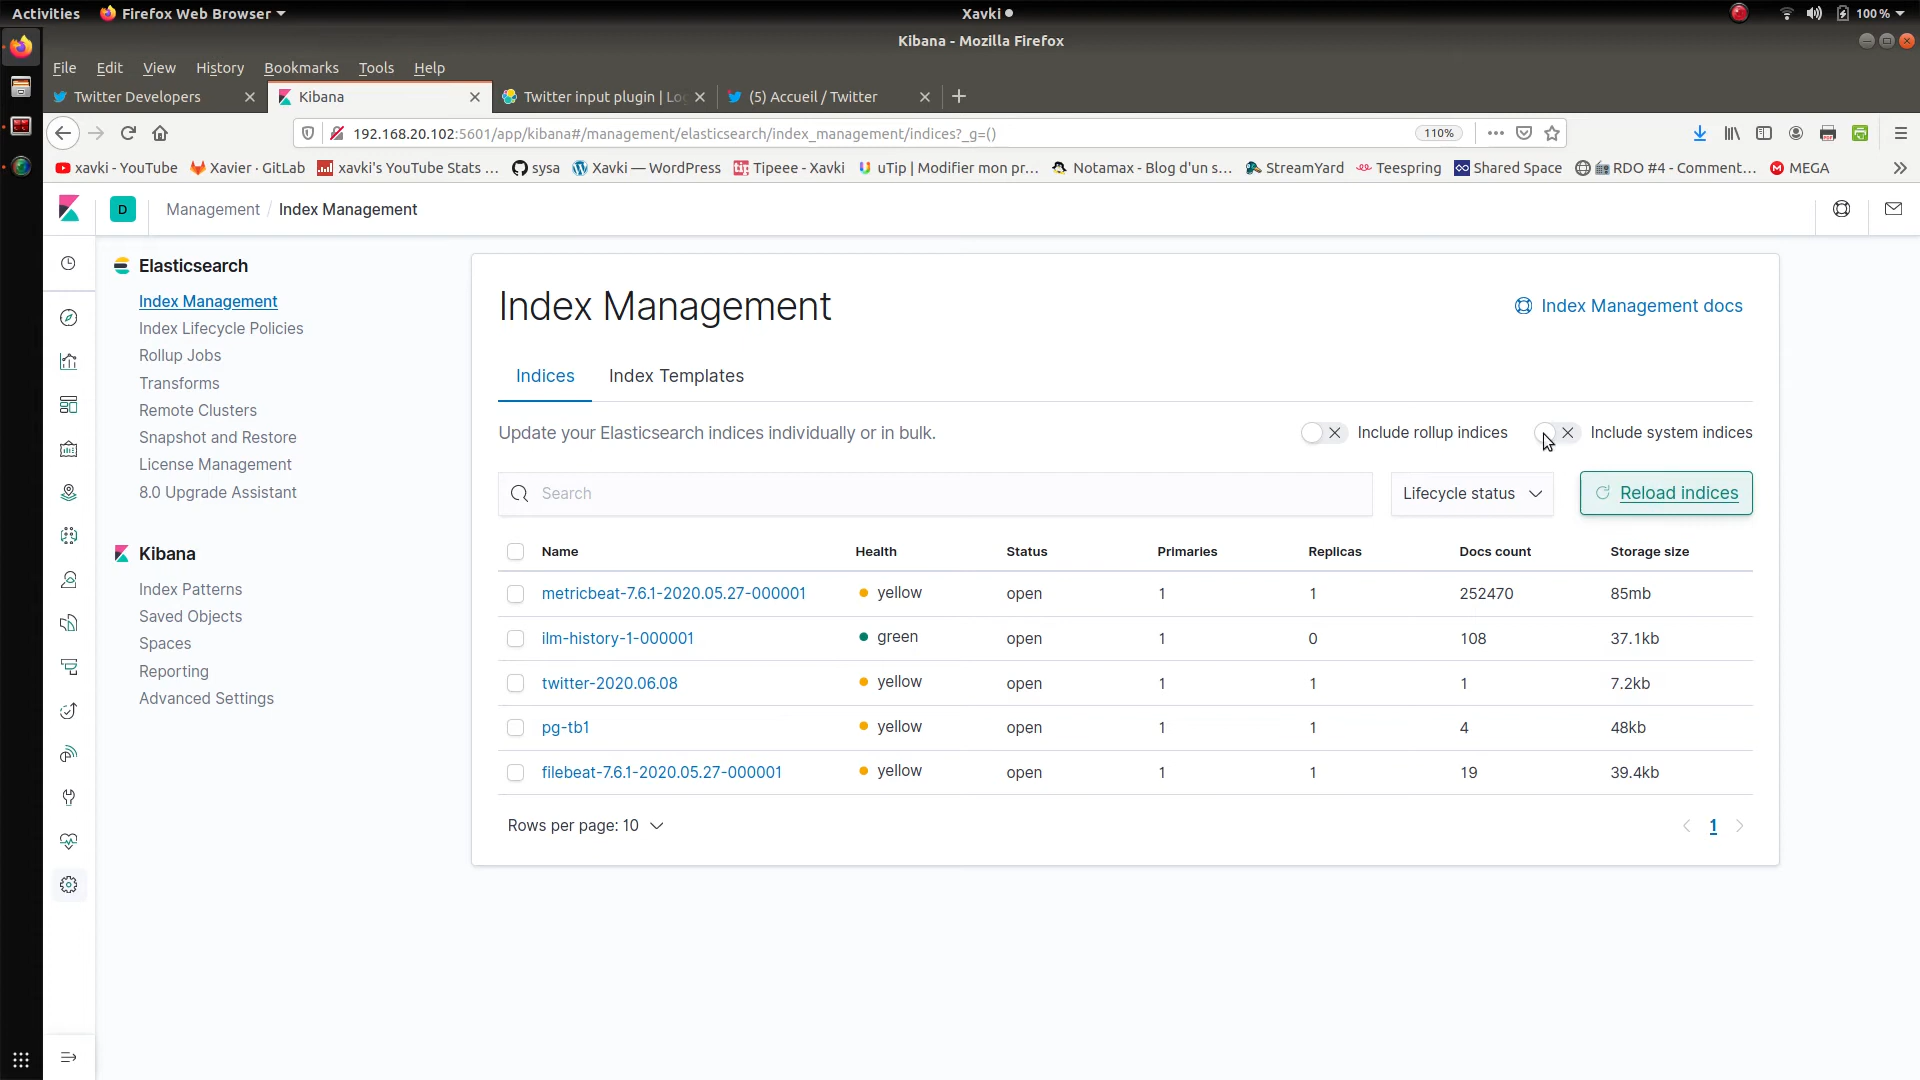 Activities Firefox Web Browser Xavki 100 %
Kibana - Mozilla Firefox
File Edit View History Bookmarks Tools Help
Twitter Developers Kibana Twitter input plugin | Lo (5) Accueil / Twitter
192.168.20.102:5601/app/kibana#/management/elasticsearch/index_management/indices?_g=() 110%
xavki - YouTube Xavier · GitLab xavki's YouTube Stats ... sysa Xavki — WordPress Tipeee - Xavki uTip | Modifier mon pr... Notamax - Blog d'un s... StreamYard Teespring Shared Space RDO #4 - Comment... MEGA
D Management / Index Management
Elasticsearch
Index Management
Index Lifecycle Policies
Rollup Jobs
Transforms
Remote Clusters
Snapshot and Restore
License Management
8.0 Upgrade Assistant
Kibana
Index Patterns
Saved Objects
Spaces
Reporting
Advanced Settings
Index Management
Index Management docs
Indices Index Templates
Update your Elasticsearch indices individually or in bulk. Include rollup indices Include system indices
Search Lifecycle status Reload indices
Name Health Status Primaries Replicas Docs count Storage size
metricbeat-7.6.1-2020.05.27-000001 yellow open 1 1 252470 85mb
ilm-history-1-000001 green open 1 0 108 37.1kb
twitter-2020.06.08 yellow open 1 1 1 7.2kb
pg-tb1 yellow open 1 1 4 48kb
filebeat-7.6.1-2020.05.27-000001 yellow open 1 1 19 39.4kb
Rows per page: 10 1